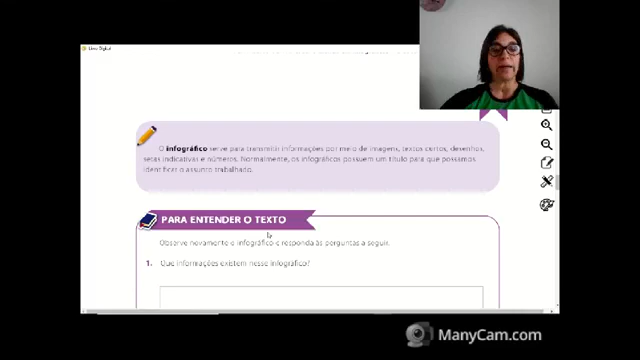 Livro Digital
O infográfico serve para transmitir informações por meio de imagens, textos curtos, desenhos,
setas indicativas e números. Normalmente, os infográficos possuem um título para que possamos
identificar o assunto trabalhado.
PARA ENTENDER O TEXTO
Observe novamente o infográfico e responda às perguntas a seguir.
1. Que informações existem nesse infográfico?
ManyCam.com